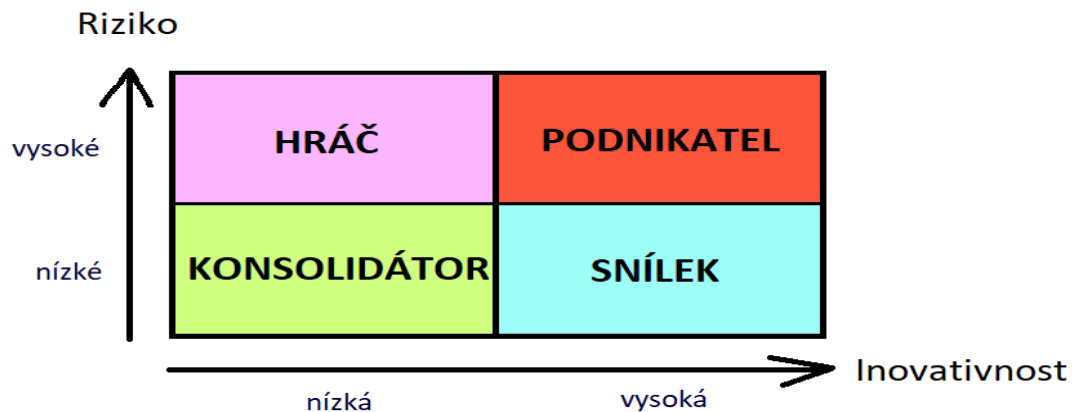 Riziko
vysoké
HRÁČ
PODNIKATEL
nízké
KONSOLIDÁTOR
SNÍLEK
Inovativnost
nízká
vysoká